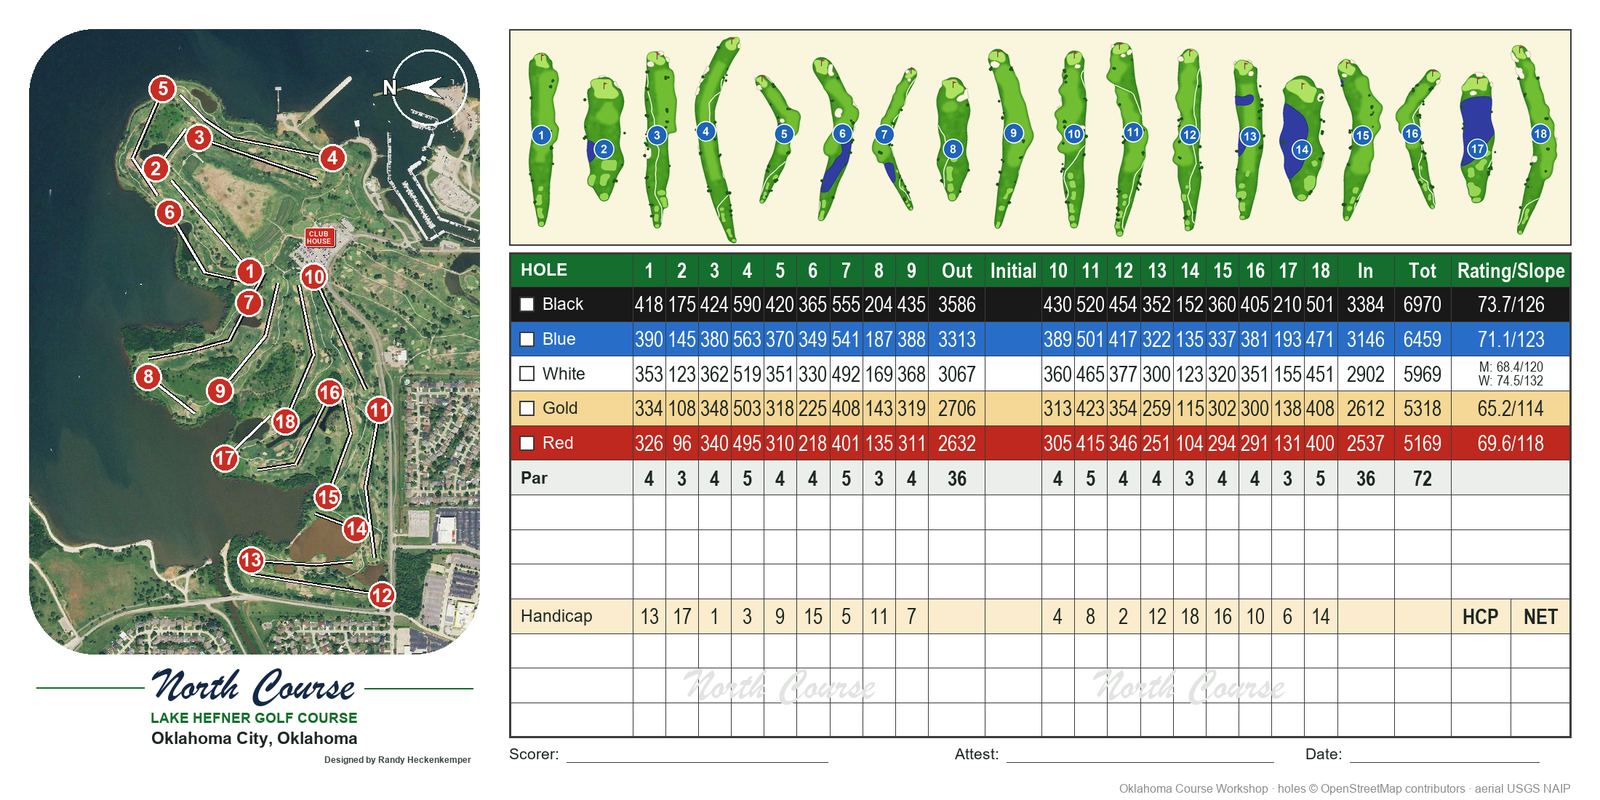 5
3
4
2
6
1
7
CLUB
HOUSE
10
8
9
16
11
18
17
15
14
13
12
N
North Course
LAKE HEFNER GOLF COURSE
Oklahoma City, Oklahoma
Designed by Randy Heckenkemper
1 2 3 4 5 6 7 8 9 10 11 12 13 14 15 16 17 18
HOLE 1 2 3 4 5 6 7 8 9 Out Initial 10 11 12 13 14 15 16 17 18 In Tot Rating/Slope
Black 418 175 424 590 420 365 555 204 435 3586 430 520 454 352 152 360 405 210 501 3384 6970 73.7/126
Blue 390 145 380 563 370 349 541 187 388 3313 389 501 417 322 135 337 381 193 471 3146 6459 71.1/123
White 353 123 362 519 351 330 492 169 368 3067 360 465 377 300 123 320 351 155 451 2902 5969 M: 68.4/120
W: 74.5/132
Gold 334 108 348 503 318 225 408 143 319 2706 313 423 354 259 115 302 300 138 408 2612 5318 65.2/114
Red 326 96 340 495 310 218 401 135 311 2632 305 415 346 251 104 294 291 131 400 2537 5169 69.6/118
Par 4 3 4 5 4 4 5 3 4 36 4 5 4 4 3 4 4 3 5 36 72
Handicap 13 17 1 3 9 15 5 11 7 4 8 2 12 18 16 10 6 14 HCP NET
North Course North Course
Scorer: Attest: Date:
Oklahoma Course Workshop · holes © OpenStreetMap contributors · aerial USGS NAIP